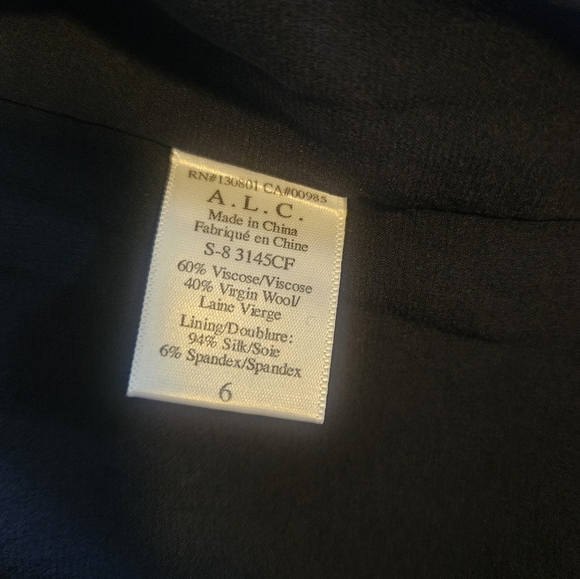 RN#130801 CA#00985
A.L.C.
Made in China
Fabriqué en Chine
S-8 3145CF
60% Viscose/Viscose
40% Virgin Wool/
Laine Vierge
Lining/Doublure:
94% Silk/Soie
6% Spandex/Spandex
6